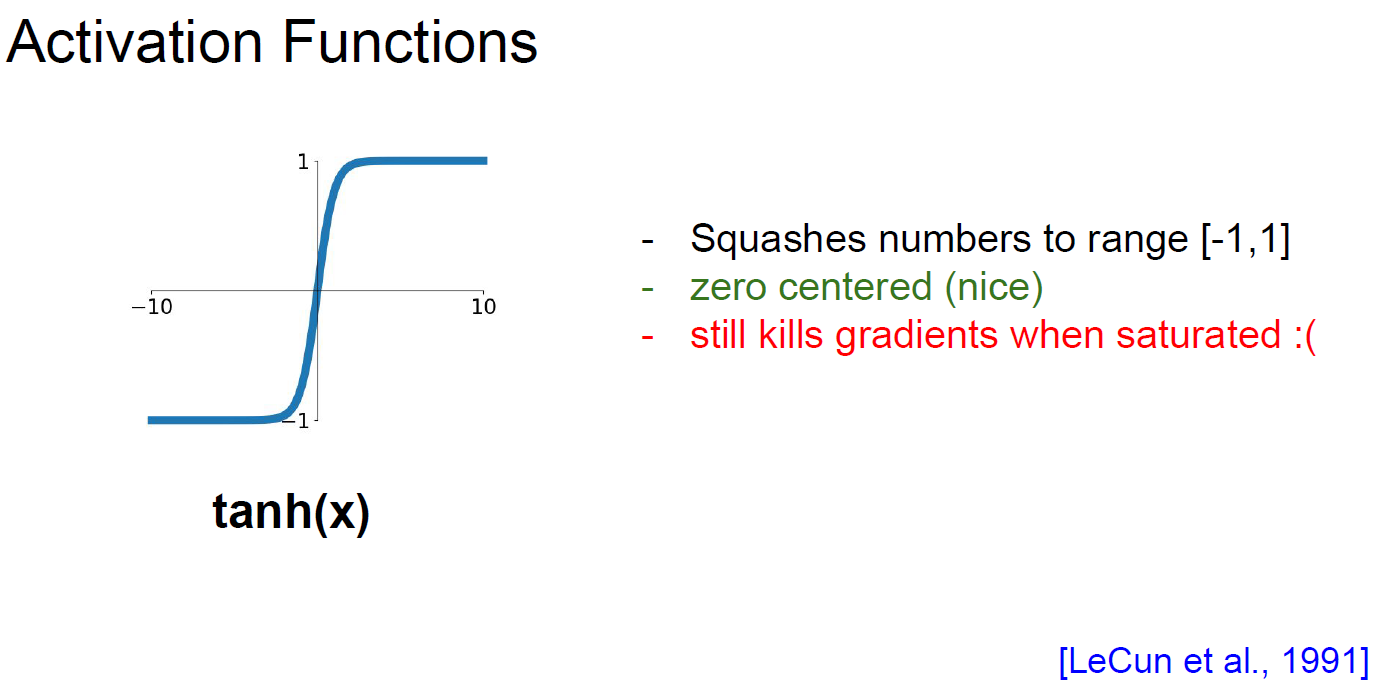 Activation Functions
1
−10
10
−1
tanh(x)
- Squashes numbers to range [-1,1]
- zero centered (nice)
- still kills gradients when saturated :(
[LeCun et al., 1991]